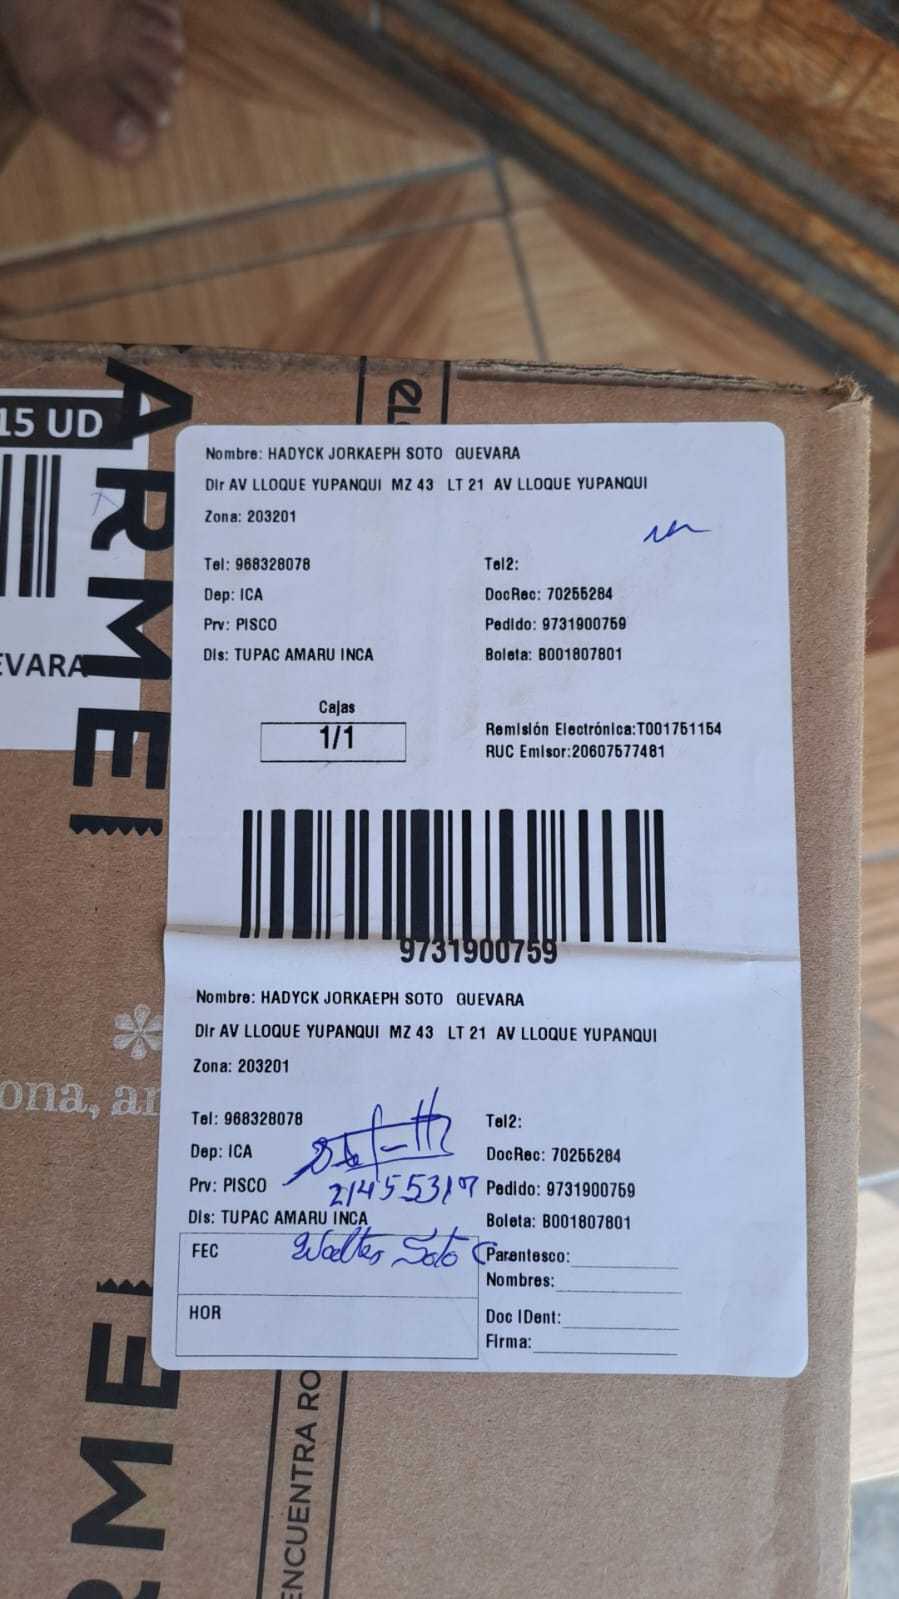 15 UD
ARME
EVARA
eL
Nombre: HADYCK JORKAEPH SOTO GUEVARA
Dir AV LLOQUE YUPANQUI MZ 43 LT 21 AV LLOQUE YUPANQUI
Zona: 203201
Tel: 968328078 Tel2:
Dep: ICA DocRec: 70255284
Prv: PISCO Pedido: 9731900759
Dis: TUPAC AMARU INCA Boleta: B001807801
Cajas
1/1
Remisión Electrónica:T001751154
RUC Emisor:20607577481
9731900759
Nombre: HADYCK JORKAEPH SOTO GUEVARA
Dir AV LLOQUE YUPANQUI MZ 43 LT 21 AV LLOQUE YUPANQUI
Zona: 203201
Tel: 968328078 Tel2:
Dep: ICA DocRec: 70255284
Prv: PISCO 21455317 Pedido: 9731900759
Dis: TUPAC AMARU INCA Boleta: B001807801
FEC Walter Soto C Parentesco:
Nombres:
HOR Doc IDent:
Firma:
ona, ar
RME
ENCUENTRA RO